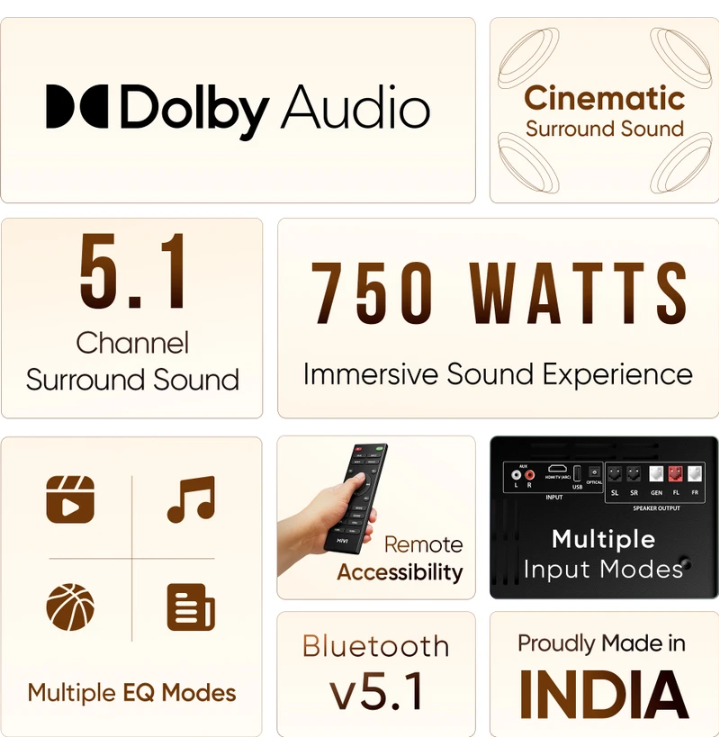 Dolby Audio
Cinematic
Surround Sound
5.1
Channel
Surround Sound
750 WATTS
Immersive Sound Experience
Multiple EQ Modes
Remote
Accessibility
AUX
L R
HDMI TV (ARC)
USB
OPTICAL
INPUT
SL SR GEN FL FR
SPEAKER OUTPUT
Multiple
Input Modes
Bluetooth
v5.1
Proudly Made in
INDIA